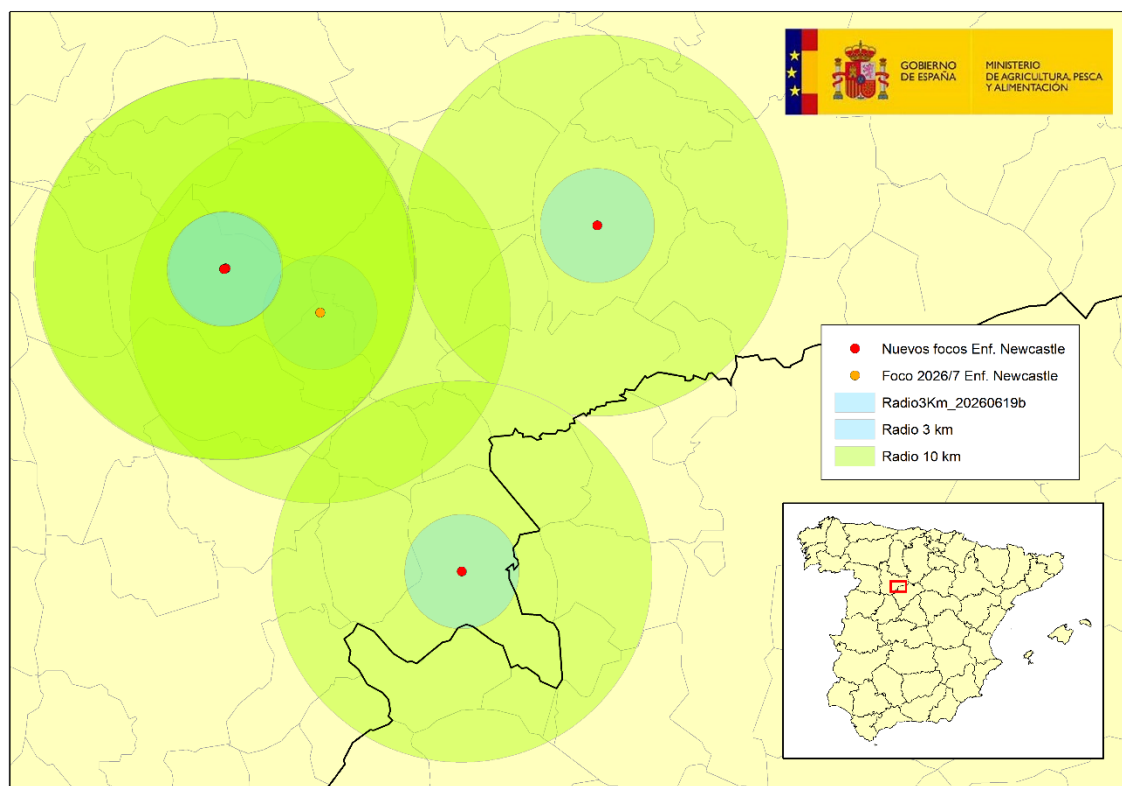 GOBIERNO
DE ESPAÑA
MINISTERIO
DE AGRICULTURA, PESCA
Y ALIMENTACIÓN
Nuevos focos Enf. Newcastle
Foco 2026/7 Enf. Newcastle
Radio3Km_20260619b
Radio 3 km
Radio 10 km